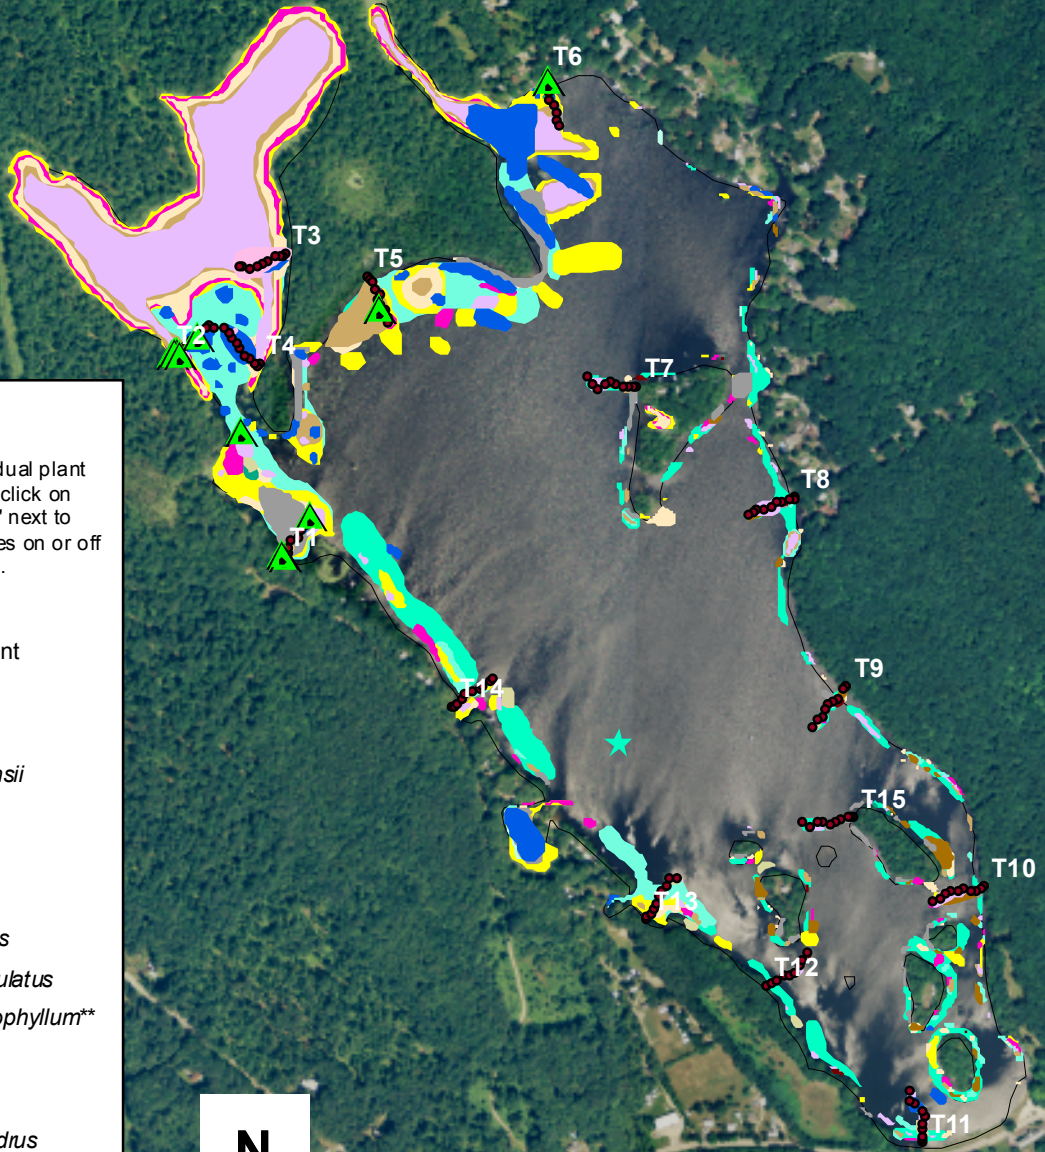 T6
T3
T5
T2
T4
T7
dual plant
click on
" next to
es on or off
.
T8
T1
nt
T9
T14
nsii
T15
T10
T13
s
T12
ulatus
ophyllum**
T11
drus
N